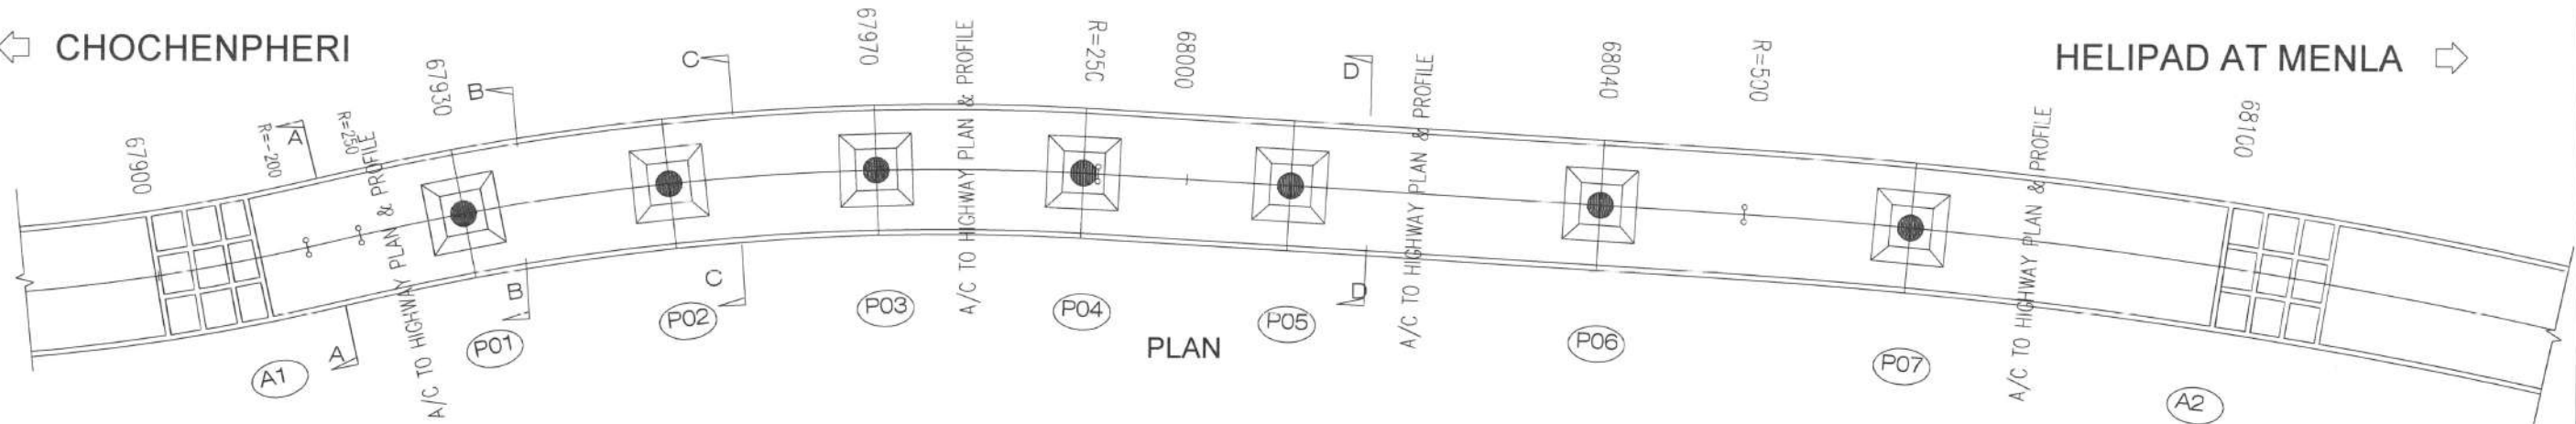 CHOCHENPHERI
HELIPAD AT MENLA
67900
R=-200
A
R=250
A/C TO HIGHWAY PLAN & PROFILE
67930
B
C
67970
A/C TO HIGHWAY PLAN & PROFILE
R=250
68000
D
A/C TO HIGHWAY PLAN & PROFILE
68040
R=500
A/C TO HIGHWAY PLAN & PROFILE
68100
A1
A
P01
B
P02
C
P03
P04
P05
D
P06
P07
A2
PLAN